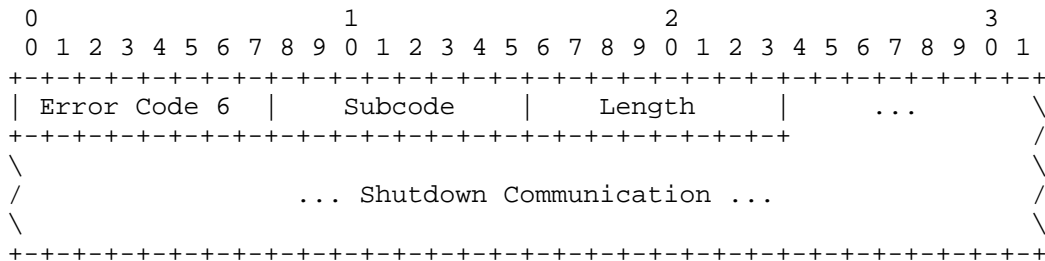 0                   1                   2                   3
 0 1 2 3 4 5 6 7 8 9 0 1 2 3 4 5 6 7 8 9 0 1 2 3 4 5 6 7 8 9 0 1
+-+-+-+-+-+-+-+-+-+-+-+-+-+-+-+-+-+-+-+-+-+-+-+-+-+-+-+-+-+-+-+-+
| Error Code 6  |    Subcode    |    Length     |     ...       \
+-+-+-+-+-+-+-+-+-+-+-+-+-+-+-+-+-+-+-+-+-+-+-+-+               /
\                                                               \
/                 ... Shutdown Communication ...                /
\                                                               \
+-+-+-+-+-+-+-+-+-+-+-+-+-+-+-+-+-+-+-+-+-+-+-+-+-+-+-+-+-+-+-+-+